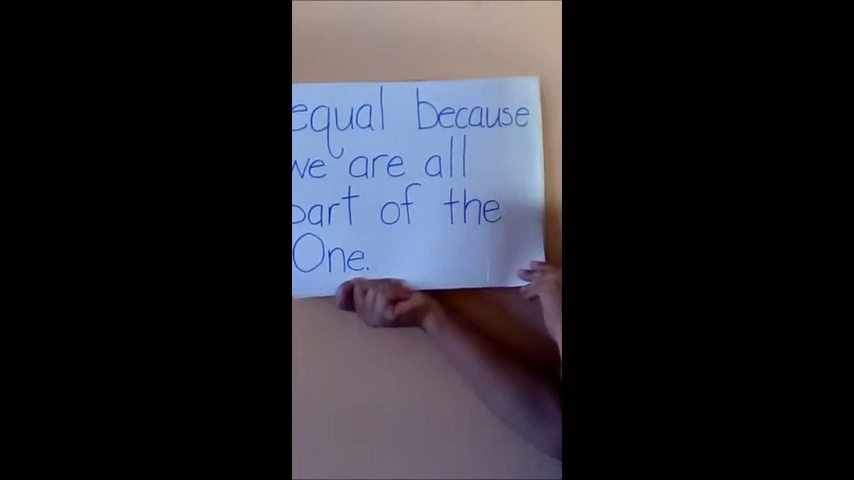 equal because
we are all
part of the
One.